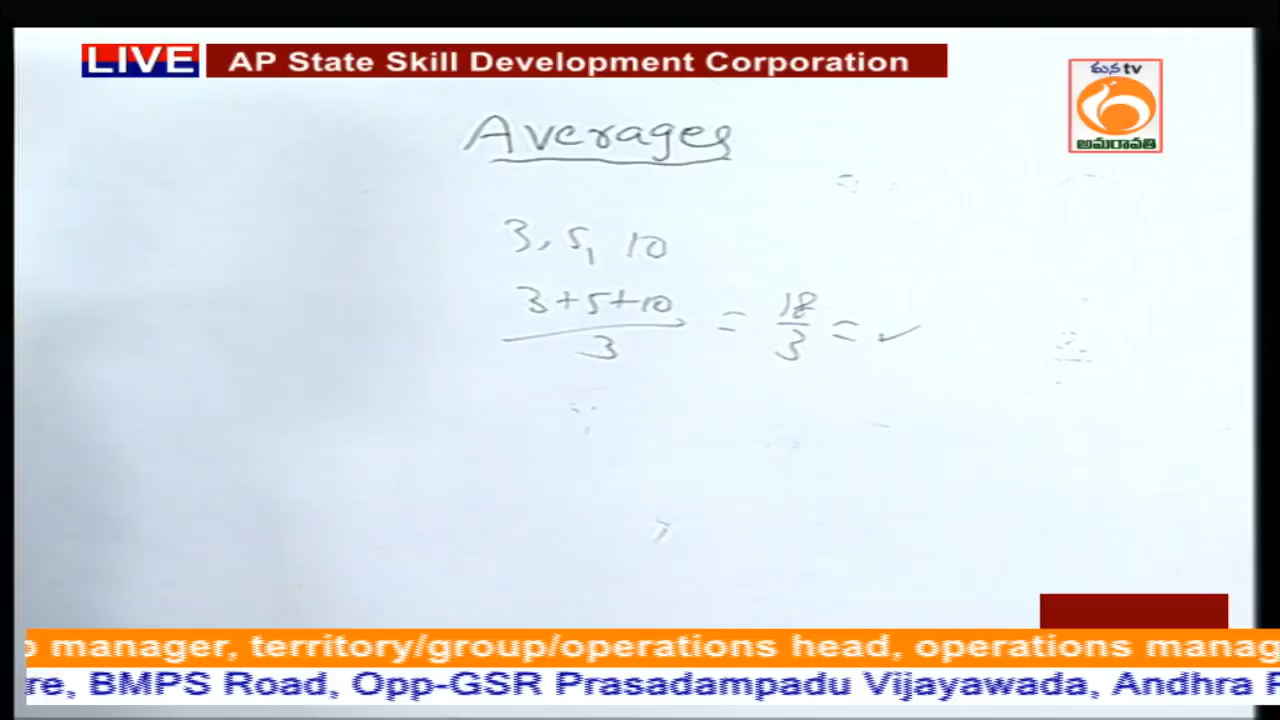 LIVE AP State Skill Development Corporation
మన tv
అమరావతి
Averages
3, 5, 10
3+5+10
3
= 18
3
= ✓
manager, territory/group/operations head, operations manag
re, BMPS Road, Opp-GSR Prasadampadu Vijayawada, Andhra P